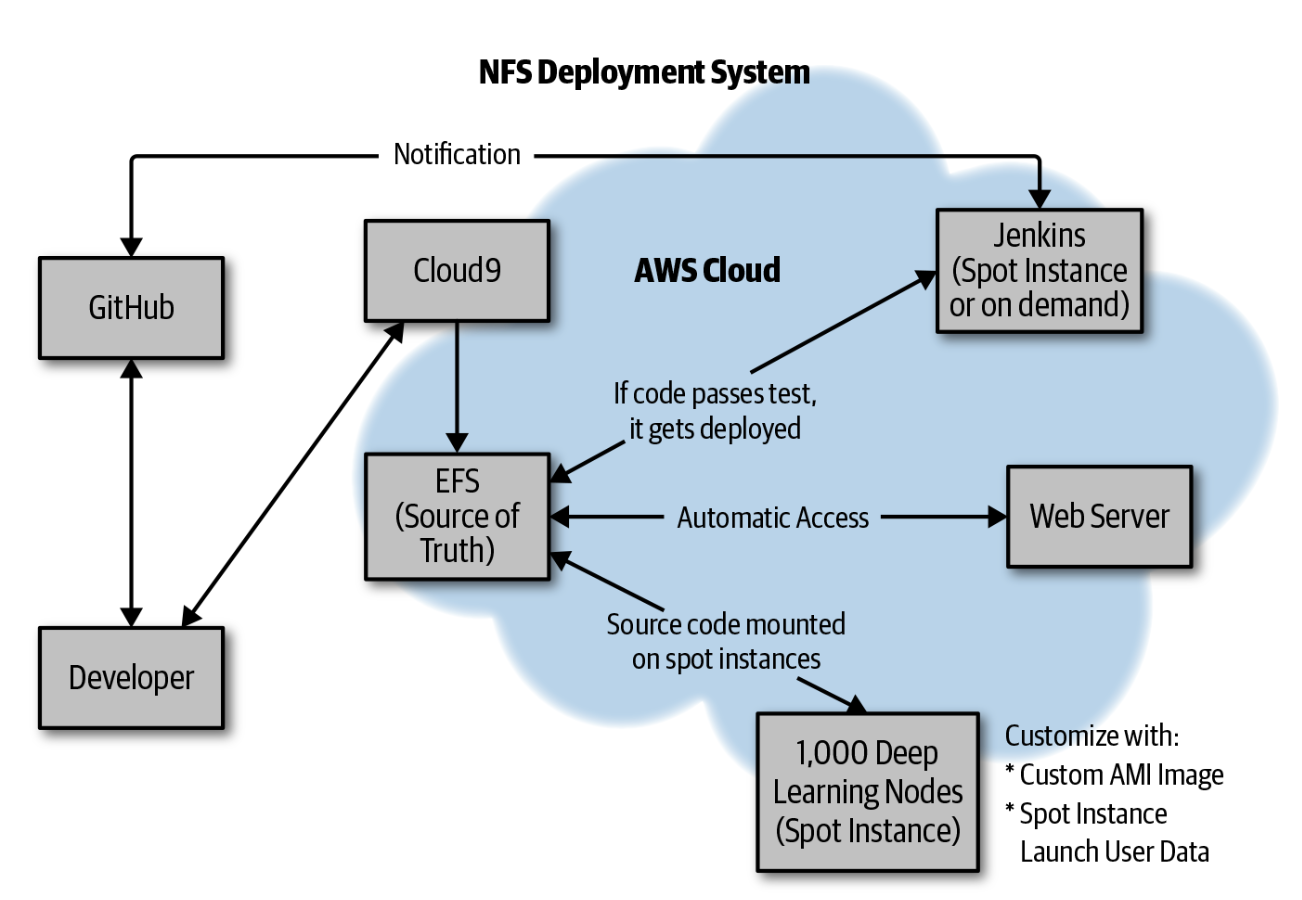 NFS Deployment System
Notification
GitHub
Cloud9
AWS Cloud
Jenkins
(Spot Instance
or on demand)
If code passes test,
it gets deployed
EFS
(Source of
Truth)
Automatic Access
Web Server
Source code mounted
on spot instances
Developer
1,000 Deep
Learning Nodes
(Spot Instance)
Customize with:
* Custom AMI Image
* Spot Instance
Launch User Data